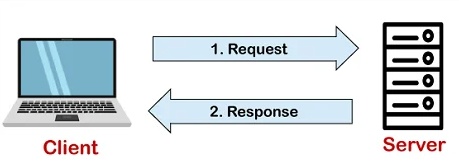 1. Request
2. Response
Client
Server